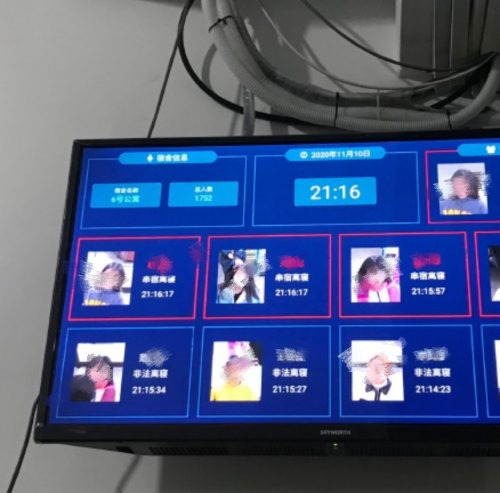 宿舍信息
宿舍名称
6号公寓
总人数
1752
2020年11月10日
21:16
串宿离寝
21:16:17
串宿离寝
21:16:17
串宿离寝
21:15:57
非法离寝
21:15:34
非法离寝
21:15:27
非法离寝
21:14:23
SKYWORTH